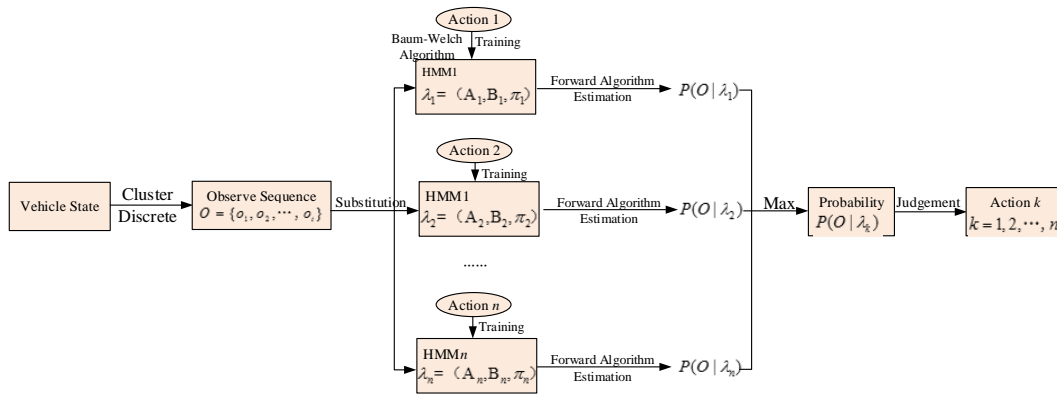 Action 1
Baum-Welch
Algorithm
Training
HMM1
λ₁= （A₁,B₁,π₁）
Forward Algorithm
Estimation
P(O | λ₁)
Action 2
Training
HMM1
λ₂= （A₂,B₂,π₂）
Forward Algorithm
Estimation
P(O | λ₂)
Vehicle State
Cluster
Discrete
Observe Sequence
O = {o₁, o₂, ⋯, oₜ}
Substitution
Max
Probability
P(O | λₖ)
Judgement
Action k
k = 1, 2, ⋯, n
......
Action n
Training
HMMn
λₙ= （Aₙ,Bₙ,πₙ）
Forward Algorithm
Estimation
P(O | λₙ)